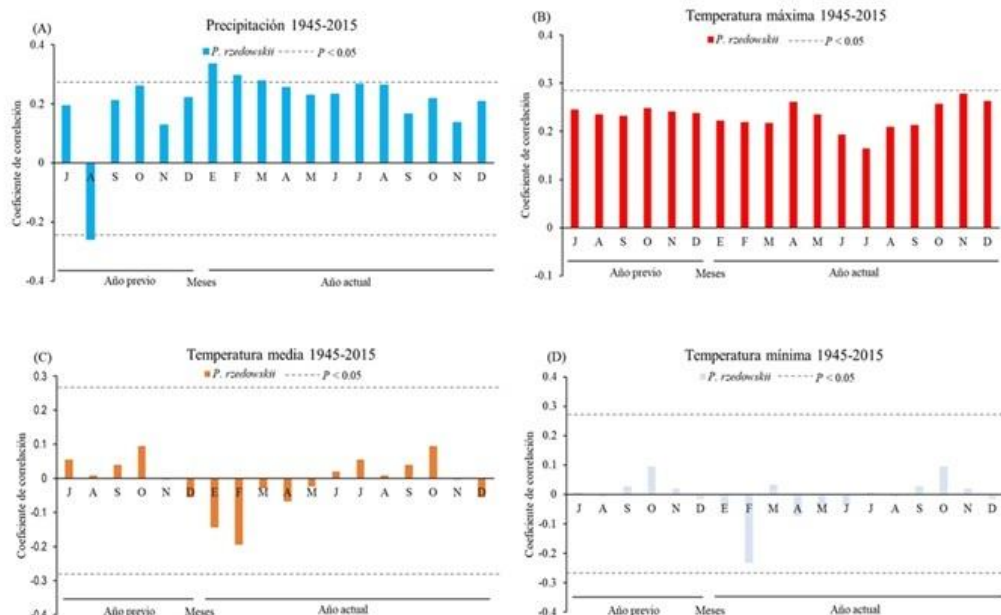 (A)
Precipitación 1945-2015
P. rzedowskii P < 0.05
Coeficiente de correlación
0.4
0.2
0
-0.2
-0.4
J A S O N D E F M A M J J A S O N D
Año previo Meses Año actual
(B)
Temperatura máxima 1945-2015
P. rzedowskii P < 0.05
Coeficiente de correlación
0.4
0.3
0.2
0.1
0
-0.1
J A S O N D E F M A M J J A S O N D
Año previo Meses Año actual
(C)
Temperatura media 1945-2015
P. rzedowskii P < 0.05
Coeficiente de correlación
0.3
0.2
0.1
0
-0.1
-0.2
-0.3
-0.4
J A S O N D E F M A M J J A S O N D
Año previo Meses Año actual
(D)
Temperatura mínima 1945-2015
P. rzedowskii P < 0.05
Coeficiente de correlación
0.4
0.3
0.2
0.1
0
-0.1
-0.2
-0.3
-0.4
J A S O N D E F M A M J J A S O N D
Año previo Meses Año actual